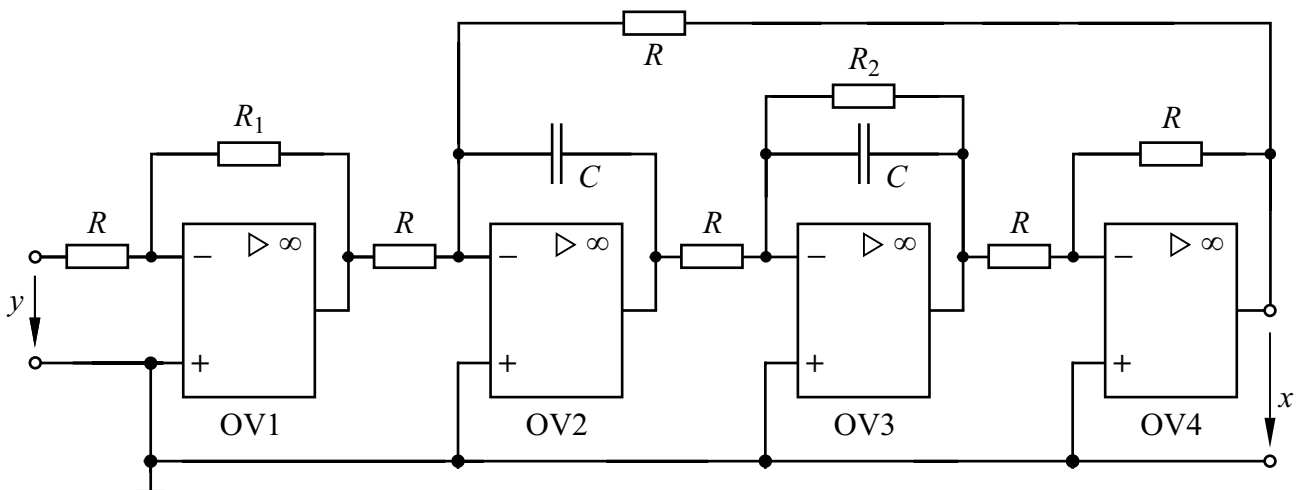 R
R₂
R₁
R
C
C
R
R
R
R
▷ ∞
▷ ∞
▷ ∞
▷ ∞
−
−
−
−
y
+
+
+
+
x
OV1
OV2
OV3
OV4